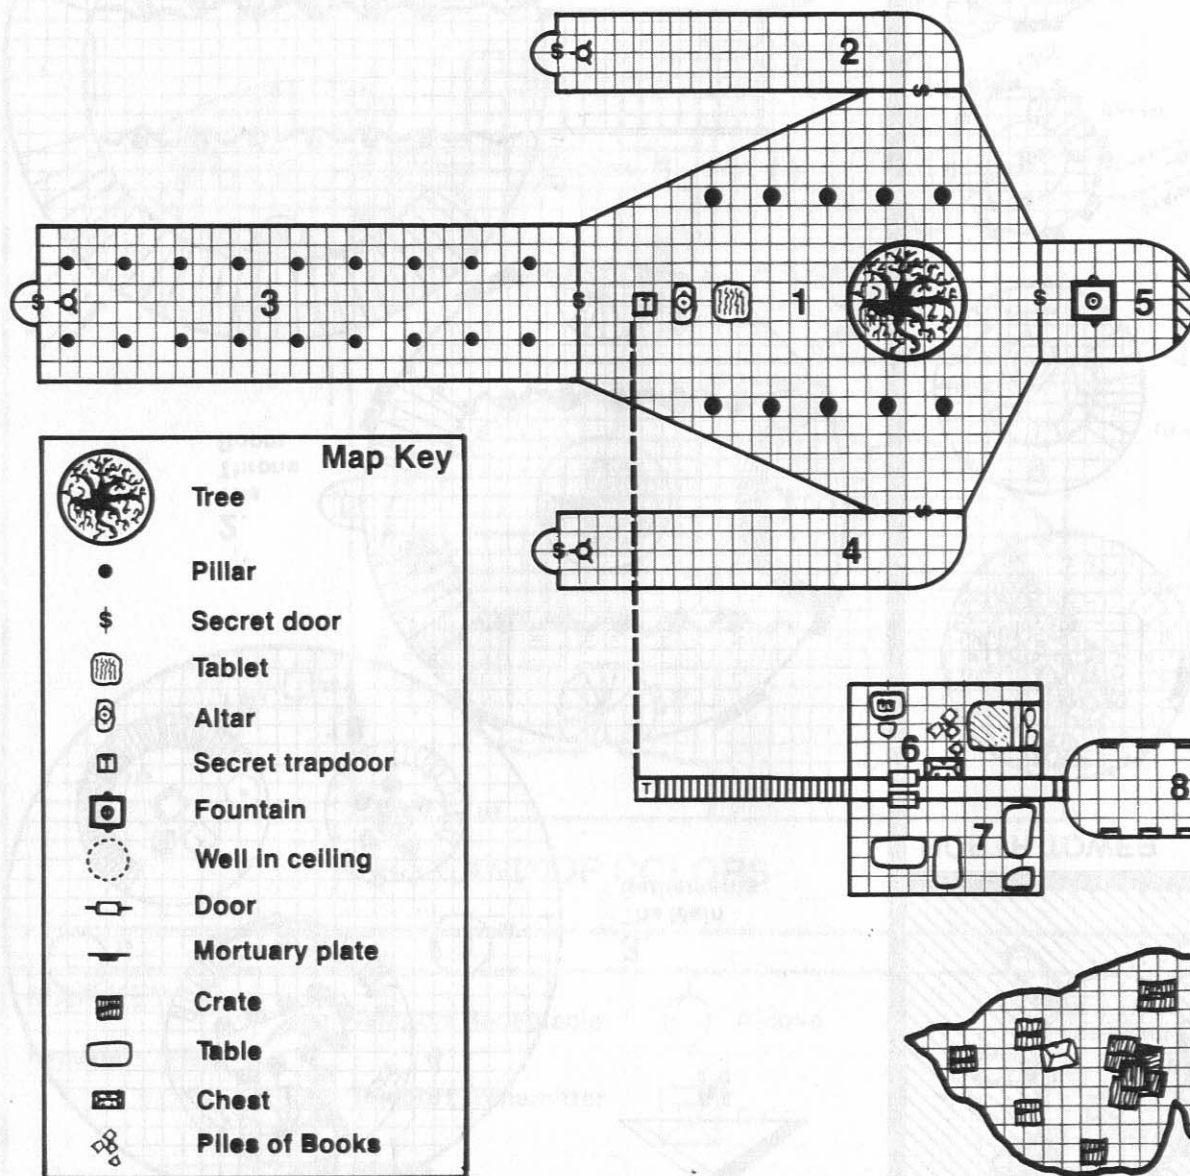 S
2
S
S
3
S
T
1
S
5
S
S
4
Map Key
Tree
Pillar
Secret door
Tablet
Altar
Secret trapdoor
Fountain
Well in ceiling
Door
Mortuary plate
Crate
Table
Chest
Piles of Books
6
T
8
7